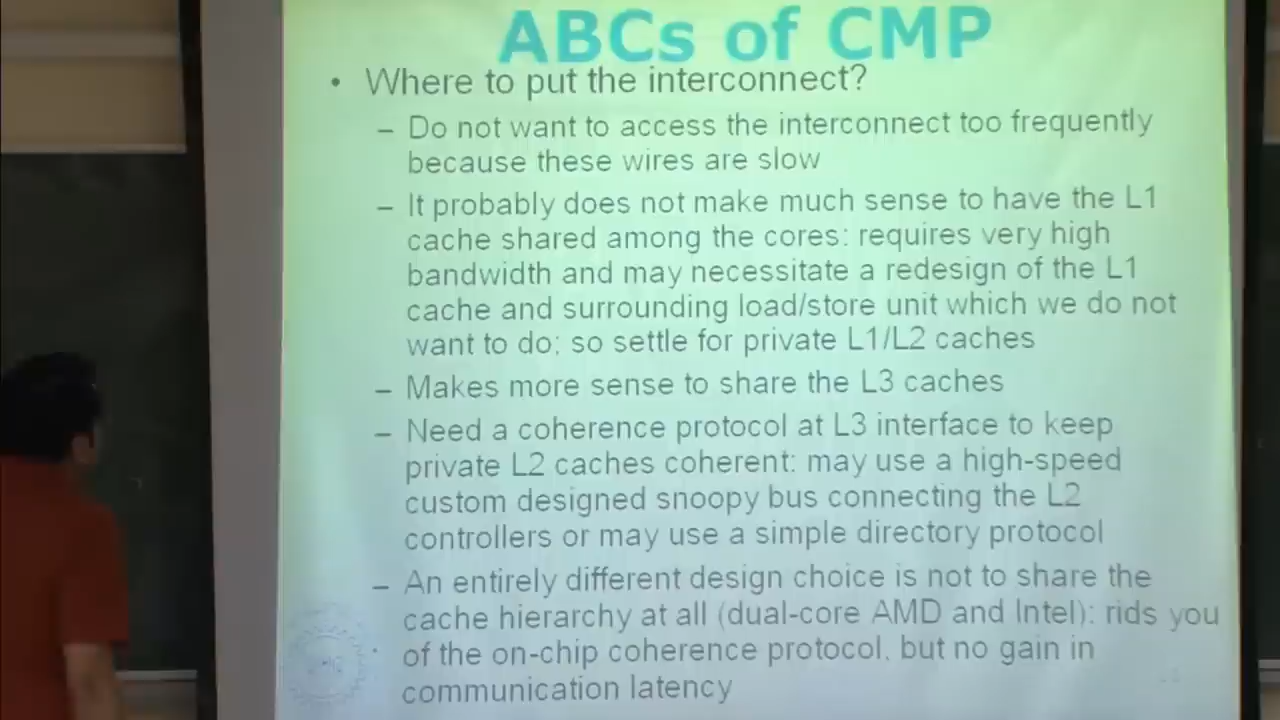 ABCs of CMP
• Where to put the interconnect?
– Do not want to access the interconnect too frequently
because these wires are slow
– It probably does not make much sense to have the L1
cache shared among the cores: requires very high
bandwidth and may necessitate a redesign of the L1
cache and surrounding load/store unit which we do not
want to do; so settle for private L1/L2 caches
– Makes more sense to share the L3 caches
– Need a coherence protocol at L3 interface to keep
private L2 caches coherent: may use a high-speed
custom designed snoopy bus connecting the L2
controllers or may use a simple directory protocol
– An entirely different design choice is not to share the
cache hierarchy at all (dual-core AMD and Intel): rids you
of the on-chip coherence protocol, but no gain in
communication latency